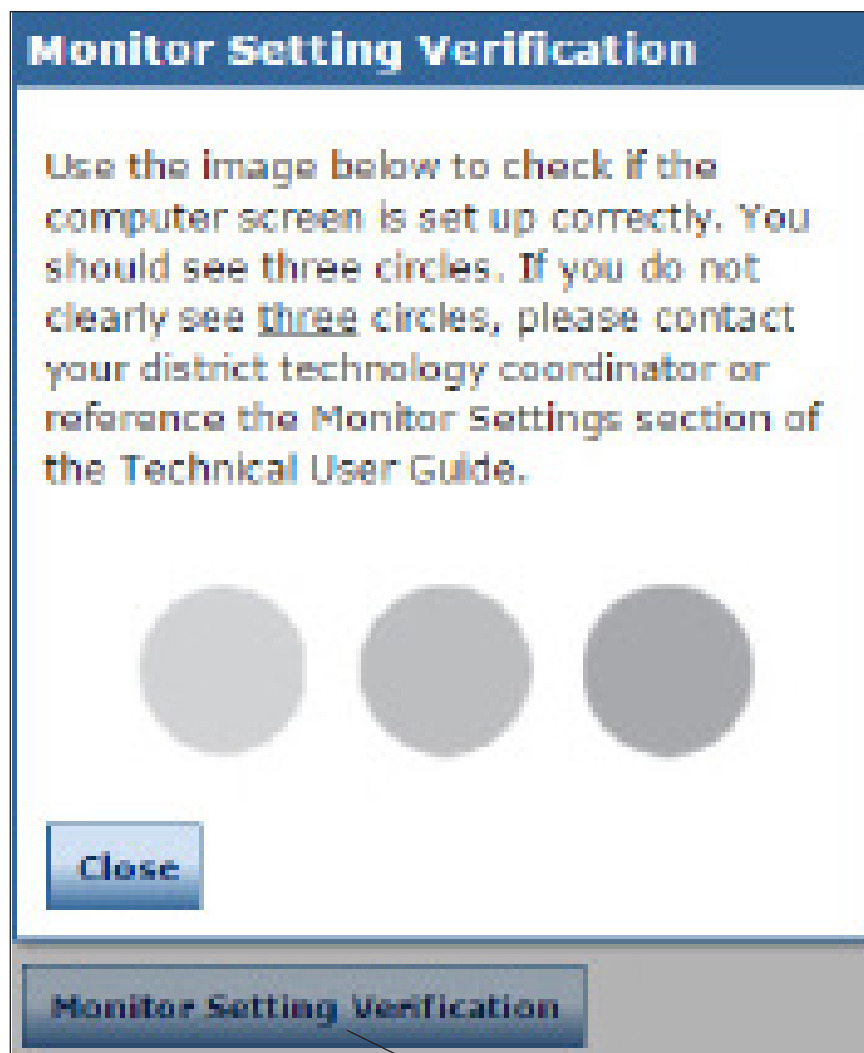 Monitor Setting Verification
Use the image below to check if the
computer screen is set up correctly. You
should see three circles. If you do not
clearly see three circles, please contact
your district technology coordinator or
reference the Monitor Settings section of
the Technical User Guide.
Close
Monitor Setting Verification